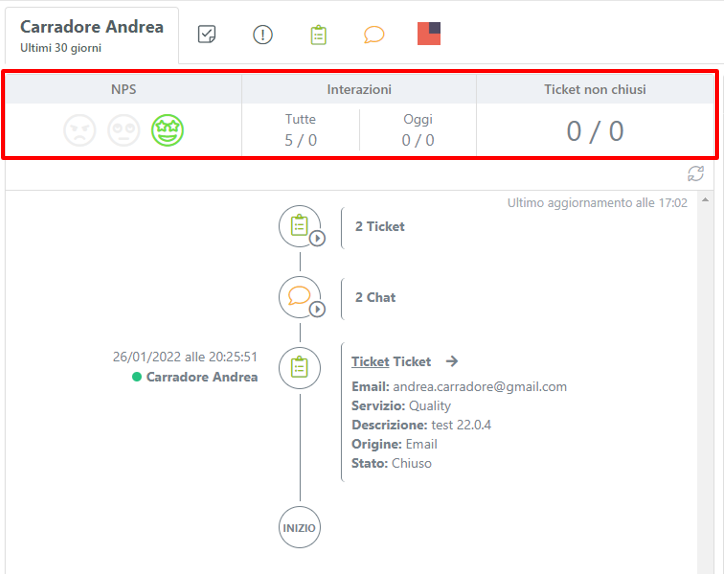 Carradore Andrea
Ultimi 30 giorni
NPS
Interazioni
Ticket non chiusi
Tutte
Oggi
5 / 0
0 / 0
0 / 0
Ultimo aggiornamento alle 17:02
2 Ticket
2 Chat
26/01/2022 alle 20:25:51
Carradore Andrea
Ticket Ticket
Email: andrea.carradore@gmail.com
Servizio: Quality
Descrizione: test 22.0.4
Origine: Email
Stato: Chiuso
INIZIO